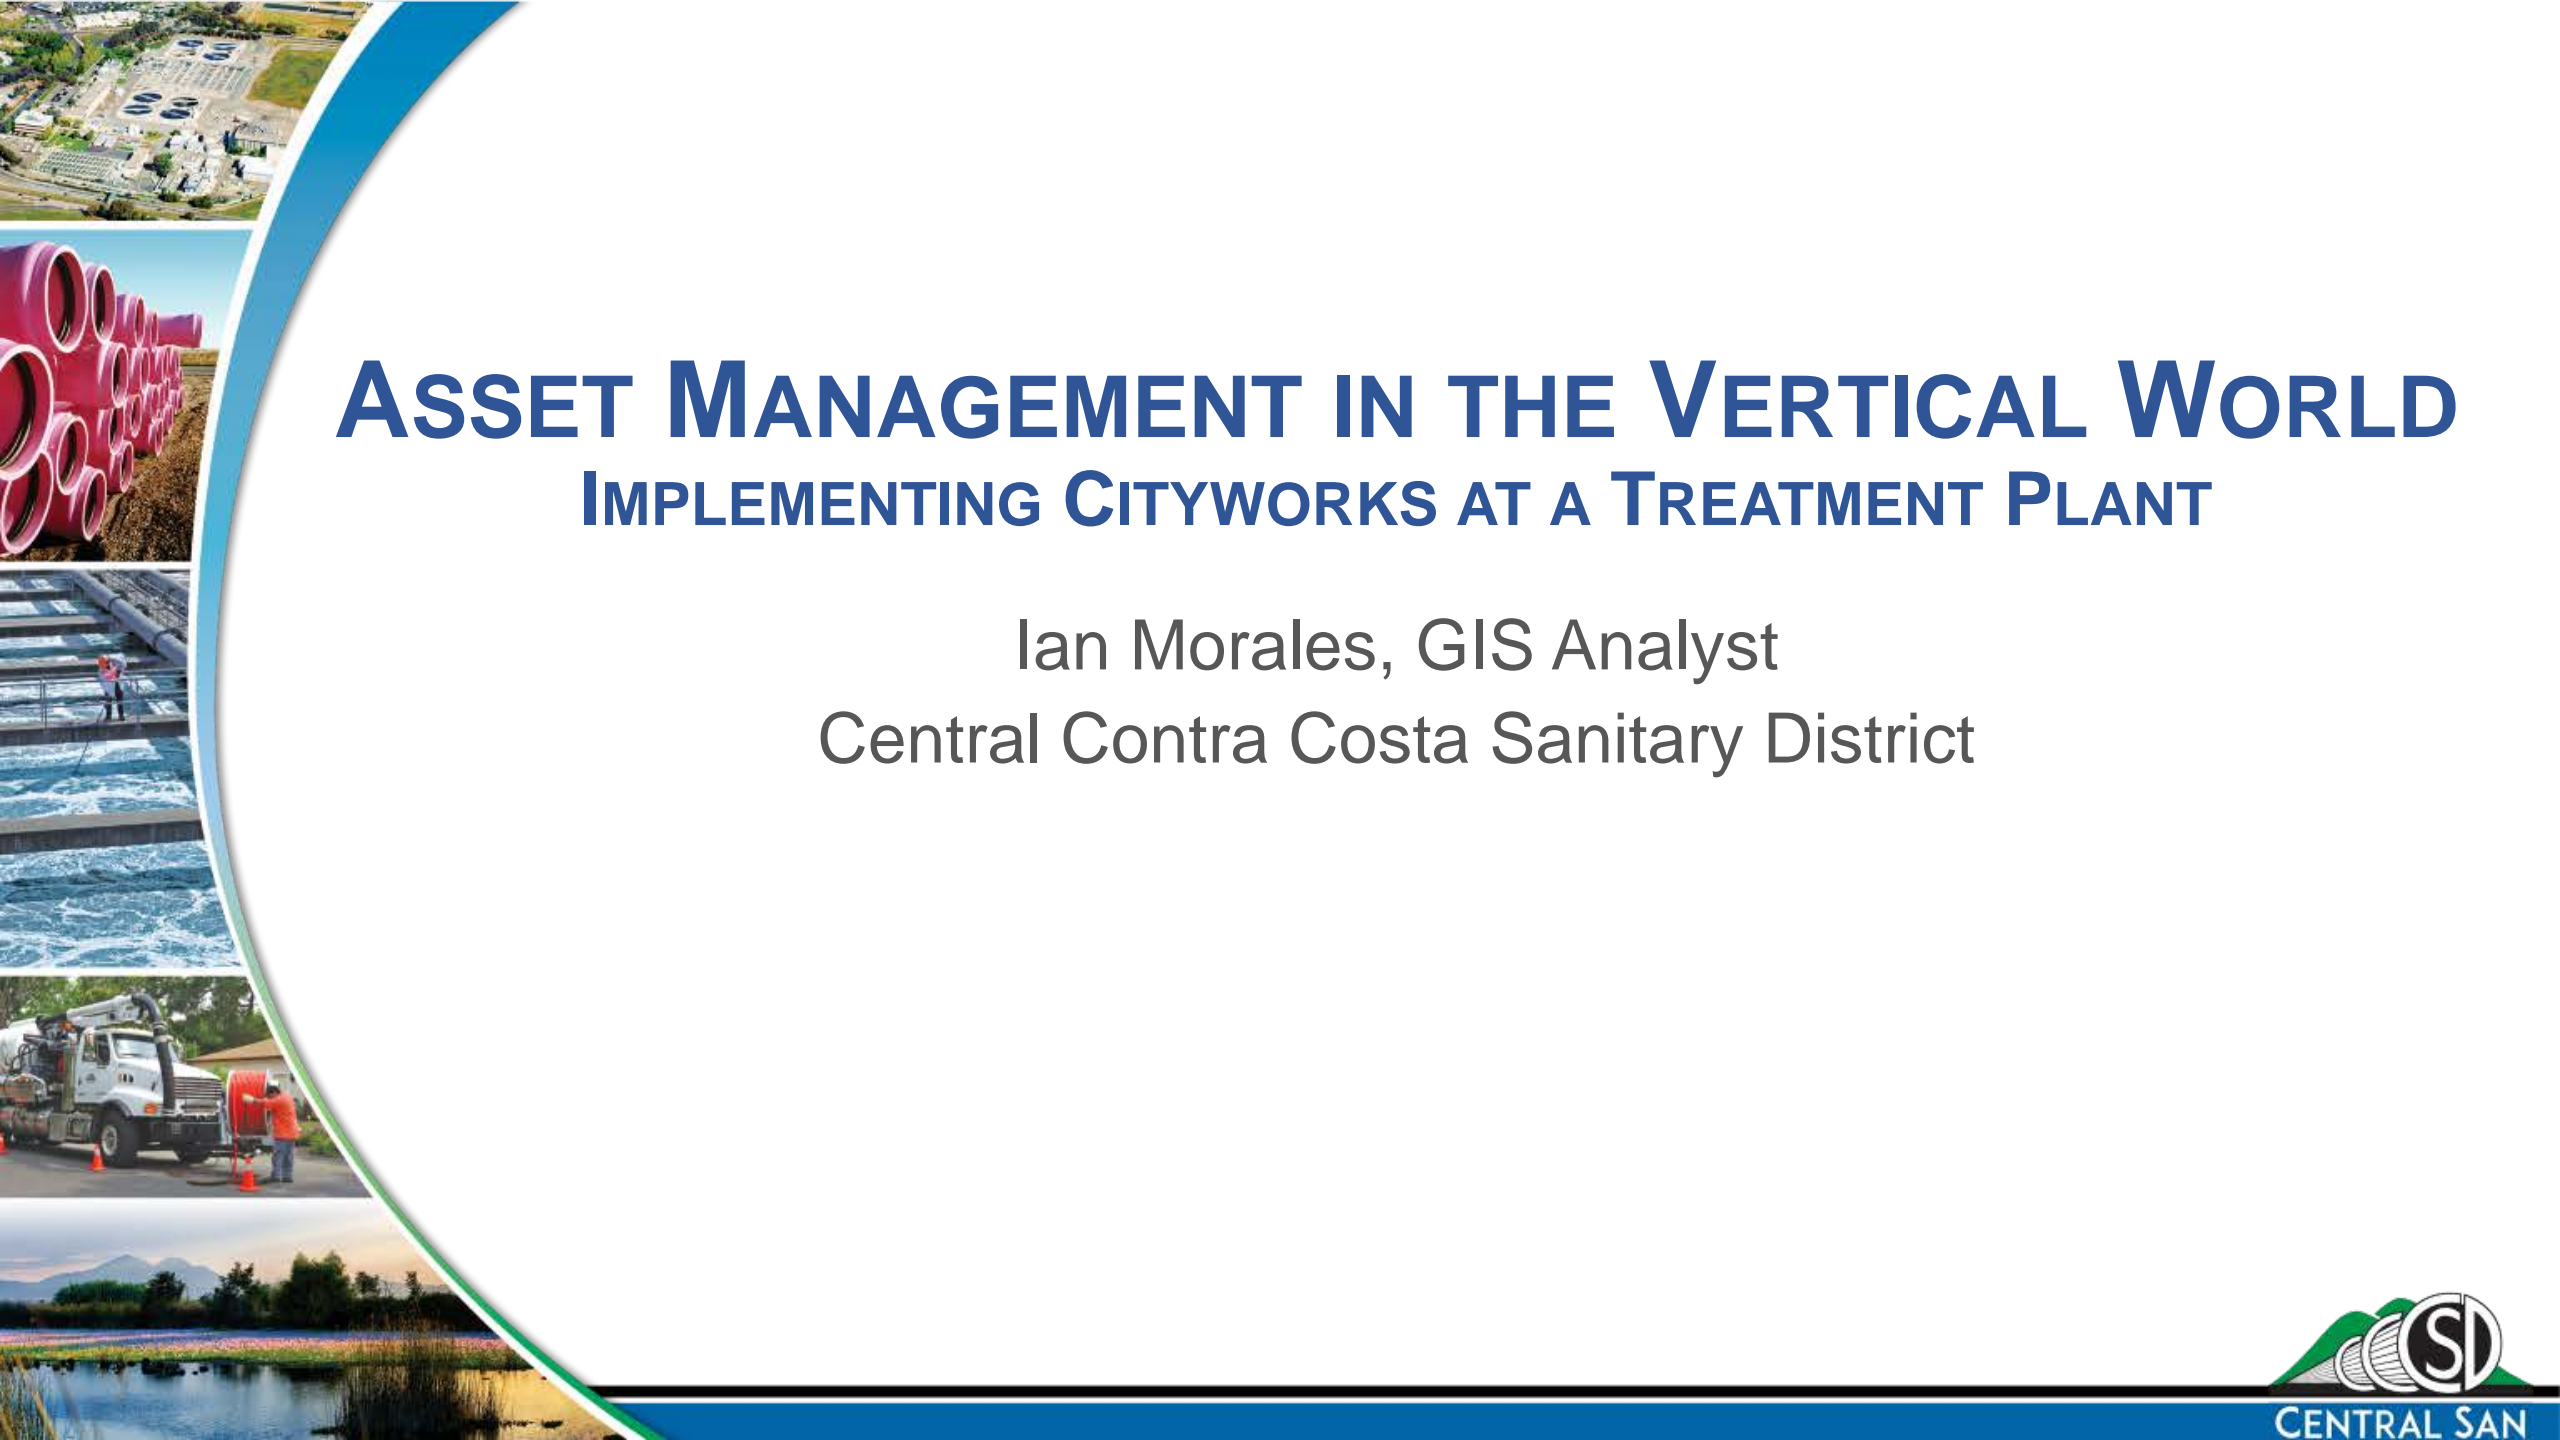 ASSET MANAGEMENT IN THE VERTICAL WORLD
IMPLEMENTING CITYWORKS AT A TREATMENT PLANT
Ian Morales, GIS Analyst
Central Contra Costa Sanitary District
CCCSD
CENTRAL SAN